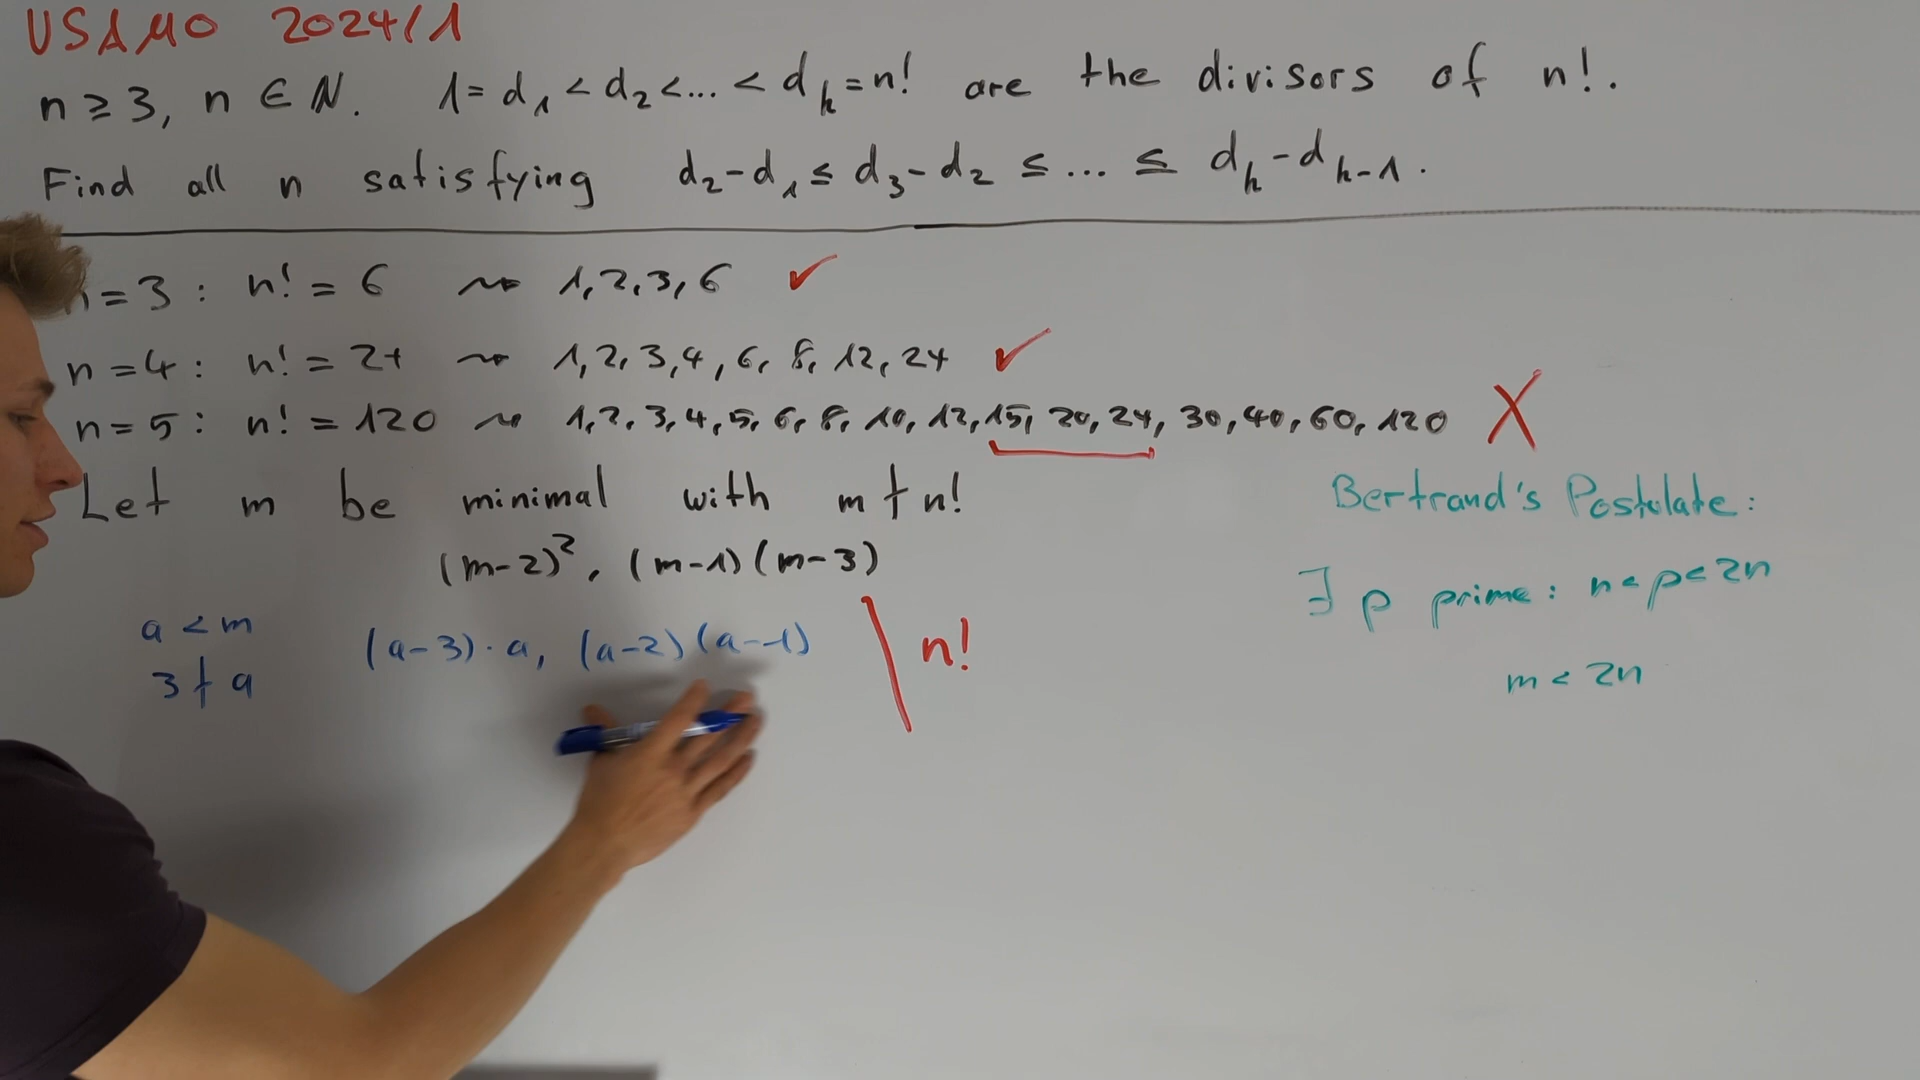 USAMO 2024/1
n ≥ 3, n ∈ N. 1 = d₁ < d₂ < ... < dₖ = n! are the divisors of n!.
Find all n satisfying d₂-d₁ ≤ d₃-d₂ ≤ ... ≤ dₖ-dₖ₋₁.
n = 3 : n! = 6 ⇝ 1, 2, 3, 6 ✓
n = 4 : n! = 24 ⇝ 1, 2, 3, 4, 6, 8, 12, 24 ✓
n = 5 : n! = 120 ⇝ 1, 2, 3, 4, 5, 6, 8, 10, 12, 15, 20, 24, 30, 40, 60, 120 X
Let m be minimal with m ∤ n!
(m-2)², (m-1)(m-3)
a < m
3 ∤ a
(a-3)·a, (a-2)(a-1) | n!
Bertrand's Postulate:
∃ p prime: n < p < 2n
m < 2n